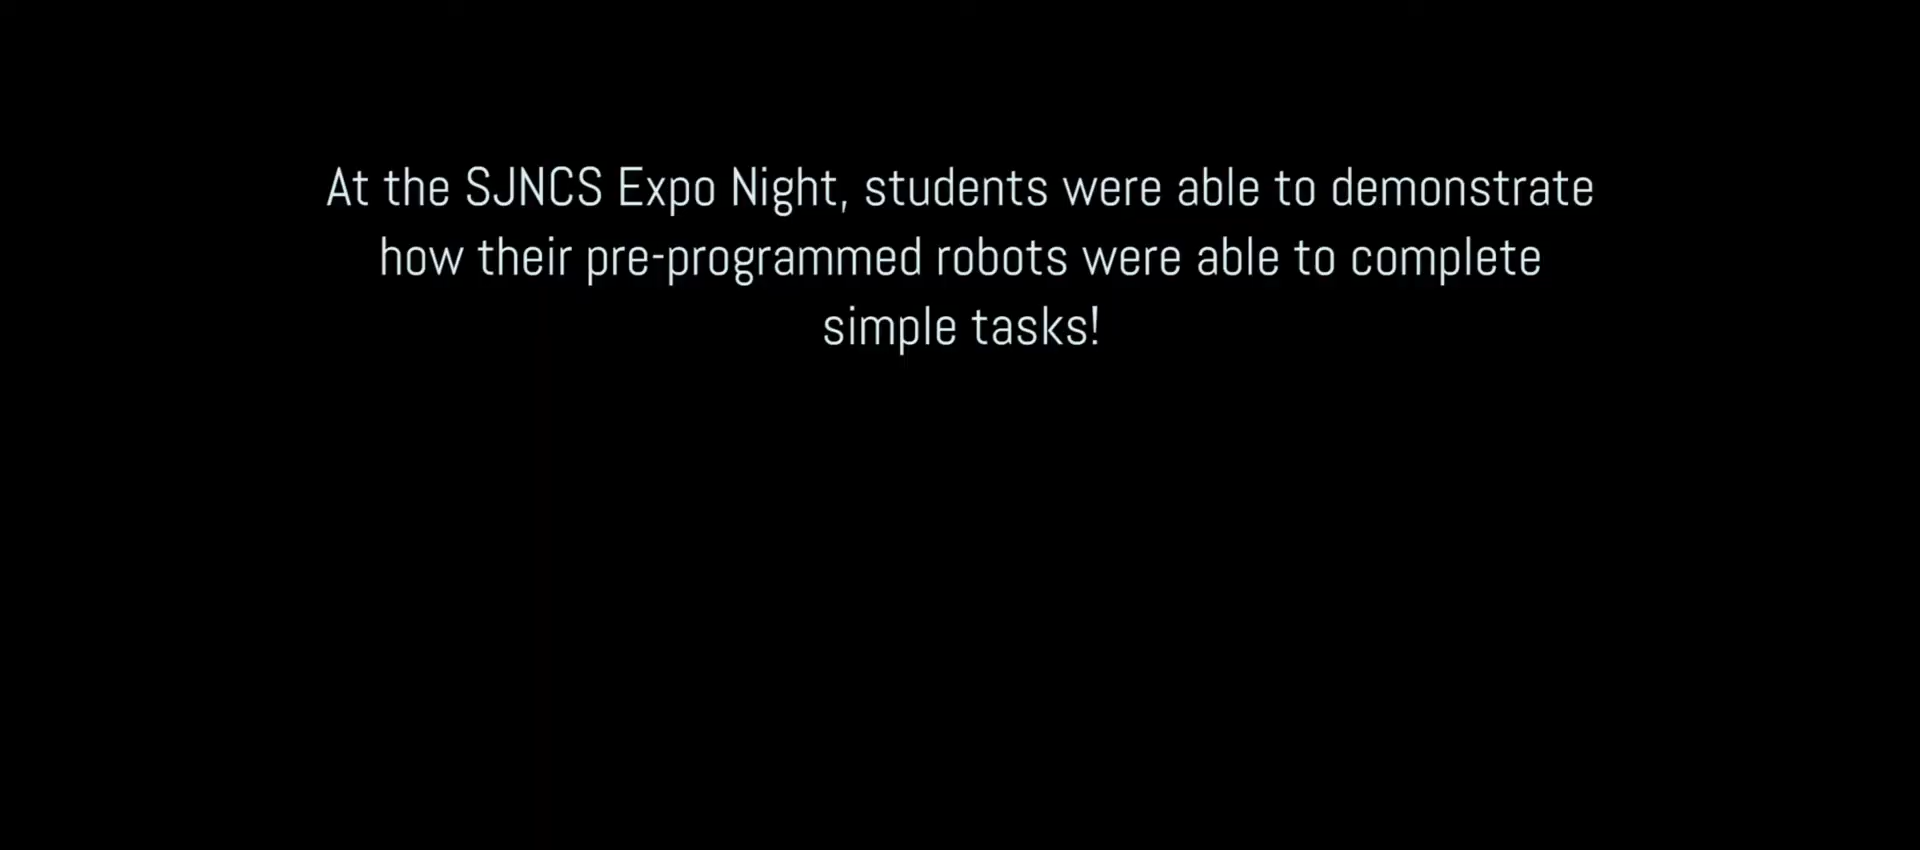 At the SJNCS Expo Night, students were able to demonstrate
how their pre-programmed robots were able to complete
simple tasks!